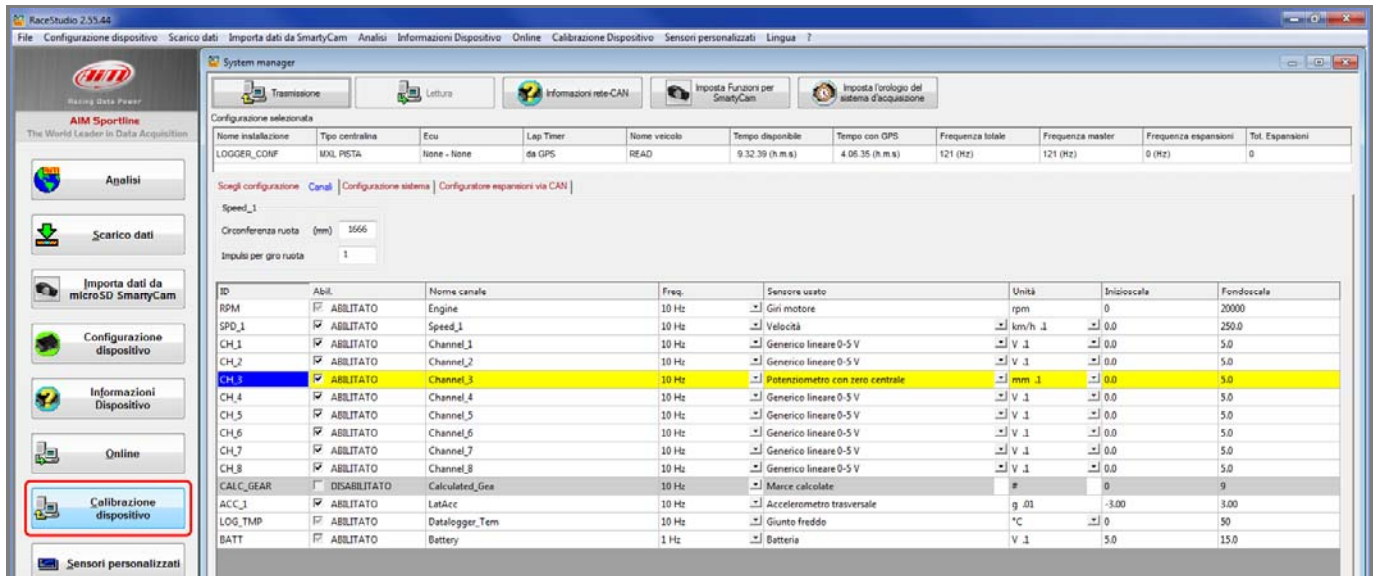 RaceStudio 2.55.44
File Configurazione dispositivo Scarico dati Importa dati da SmartyCam Analisi Informazioni Dispositivo Online Calibrazione Dispositivo Sensori personalizzati Lingua ?
AIM
Racing Data Power
AIM Sportline
The World Leader in Data Acquisition
Analisi
Scarico dati
Importa dati da
microSD SmartyCam
Configurazione
dispositivo
Informazioni
Dispositivo
Online
Calibrazione
dispositivo
Sensori personalizzati
System manager
Trasmissione Lettura Informazioni rete-CAN Imposta Funzioni per SmartyCam Imposta l'orologio del sistema d'acquisizione
Configurazione selezionata
Nome installazione Tipo centralina Ecu Lap Timer Nome veicolo Tempo disponibile Tempo con GPS Frequenza totale Frequenza master Frequenza espansioni Tot. Espansioni
LOGGER_CONF MXL PISTA None - None da GPS READ 9.32.39 (h.m.s) 4.06.35 (h.m.s) 121 (Hz) 121 (Hz) 0 (Hz) 0
Scegli configurazione Canali Configurazione sistema Configuratore espansioni via CAN
Speed_1
Circonferenza ruota (mm) 1666
Impulsi per giro ruota 1
ID Abil. Nome canale Freq. Sensore usato Unità Inizioscala Fondoscala
RPM ABILITATO Engine 10 Hz Giri motore rpm 0 20000
SPD_1 ABILITATO Speed_1 10 Hz Velocità km/h .1 0.0 250.0
CH_1 ABILITATO Channel_1 10 Hz Generico lineare 0-5 V V .1 0.0 5.0
CH_2 ABILITATO Channel_2 10 Hz Generico lineare 0-5 V V .1 0.0 5.0
CH_3 ABILITATO Channel_3 10 Hz Potenziometro con zero centrale mm .1 0.0 5.0
CH_4 ABILITATO Channel_4 10 Hz Generico lineare 0-5 V V .1 0.0 5.0
CH_5 ABILITATO Channel_5 10 Hz Generico lineare 0-5 V V .1 0.0 5.0
CH_6 ABILITATO Channel_6 10 Hz Generico lineare 0-5 V V .1 0.0 5.0
CH_7 ABILITATO Channel_7 10 Hz Generico lineare 0-5 V V .1 0.0 5.0
CH_8 ABILITATO Channel_8 10 Hz Generico lineare 0-5 V V .1 0.0 5.0
CALC_GEAR DISABILITATO Calculated_Gea 10 Hz Marce calcolate # 0 9
ACC_1 ABILITATO LatAcc 10 Hz Accelerometro trasversale g .01 -3.00 3.00
LOG_TMP ABILITATO Datalogger_Tem 10 Hz Giunto freddo °C 0 50
BATT ABILITATO Battery 1 Hz Batteria V .1 5.0 15.0